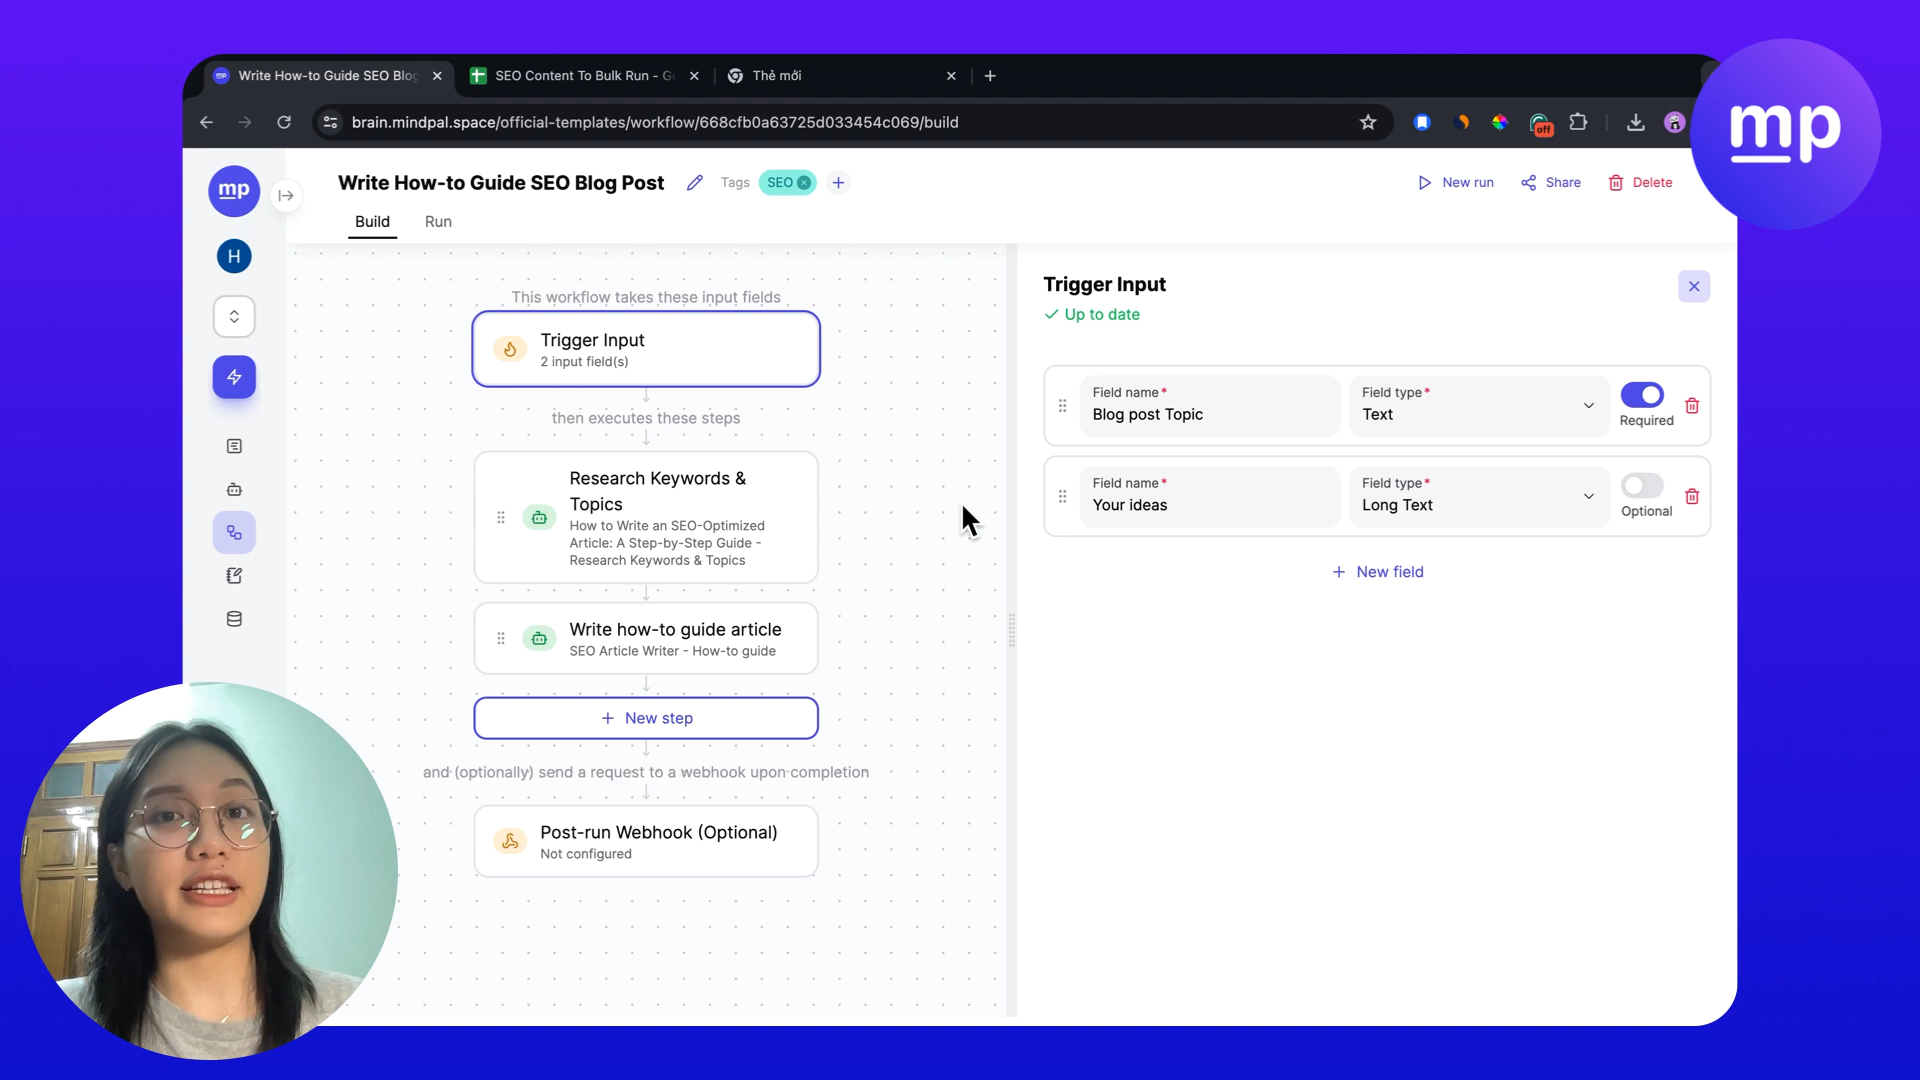 Write How-to Guide SEO Blog
SEO Content To Bulk Run - G
Thẻ mới
brain.mindpal.space/official-templates/workflow/668cfb0a63725d033454c069/build
off
mp
mp
Write How-to Guide SEO Blog Post
Tags
SEO
New run
Share
Delete
Build
Run
H
This workflow takes these input fields
Trigger Input
2 input field(s)
then executes these steps
Research Keywords &
Topics
How to Write an SEO-Optimized
Article: A Step-by-Step Guide -
Research Keywords & Topics
Write how-to guide article
SEO Article Writer - How-to guide
+ New step
and (optionally) send a request to a webhook upon completion
Post-run Webhook (Optional)
Not configured
Trigger Input
Up to date
Field name*
Blog post Topic
Field type*
Text
Required
Field name*
Your ideas
Field type*
Long Text
Optional
+ New field